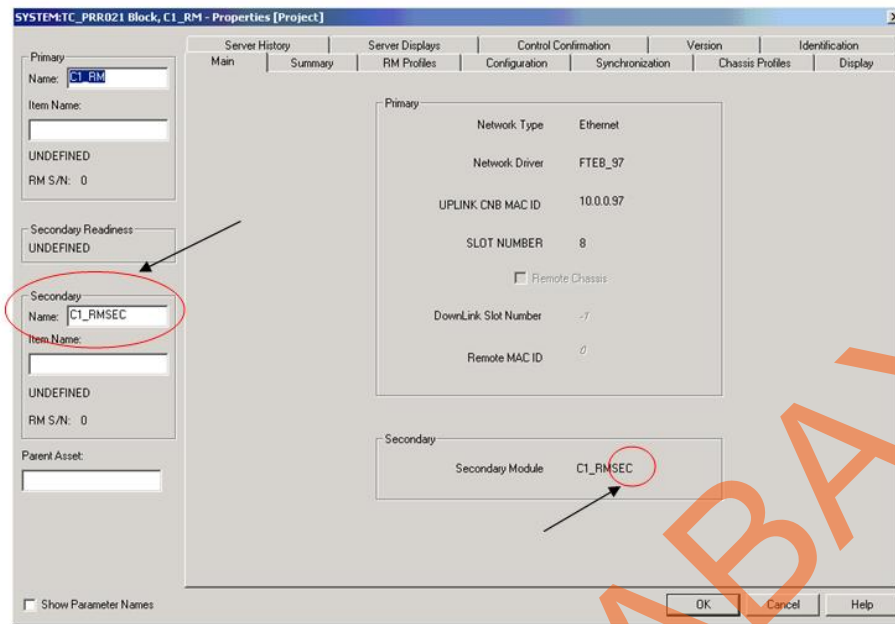 SYSTEM:TC_PRR021 Block, C1_RM - Properties [Project]
Server History
Server Displays
Control Confirmation
Version
Identification
Main
Summary
RM Profiles
Configuration
Synchronization
Chassis Profiles
Display
Primary
Name: C1_RM
Item Name:
UNDEFINED
RM S/N: 0
Secondary Readiness
UNDEFINED
Secondary
Name: C1_RMSEC
Item Name:
UNDEFINED
RM S/N: 0
Parent Asset:
Primary
Network Type Ethernet
Network Driver FTEB_97
UPLINK CNB MAC ID 10.0.0.97
SLOT NUMBER 8
Remote Chassis
DownLink Slot Number -1
Remote MAC ID 0
Secondary
Secondary Module C1_RMSEC
Show Parameter Names
OK
Cancel
Help